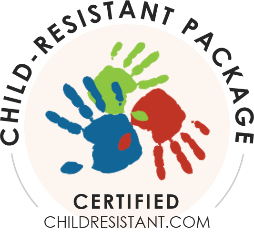 CHILD-RESISTANT PACKAGE
CERTIFIED
CHILDRESISTANT.COM